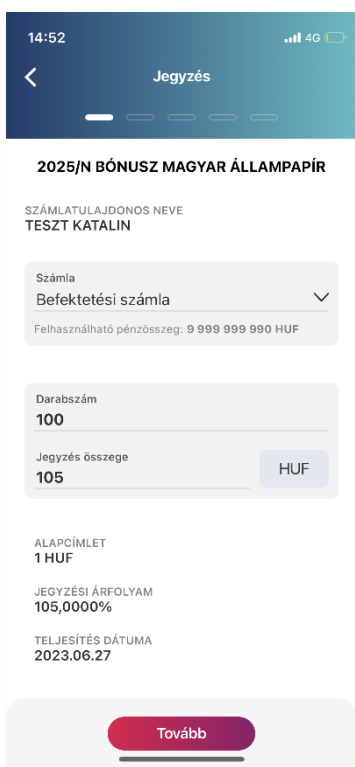 14:52
4G
Jegyzés
2025/N BÓNUSZ MAGYAR ÁLLAMPAPÍR
SZÁMLATULAJDONOS NEVE
TESZT KATALIN
Számla
Befektetési számla
Felhasználható pénzösszeg: 9 999 999 990 HUF
Darabszám
100
Jegyzés összege
105
HUF
ALAPCÍMLET
1 HUF
JEGYZÉSI ÁRFOLYAM
105,0000%
TELJESÍTÉS DÁTUMA
2023.06.27
Tovább